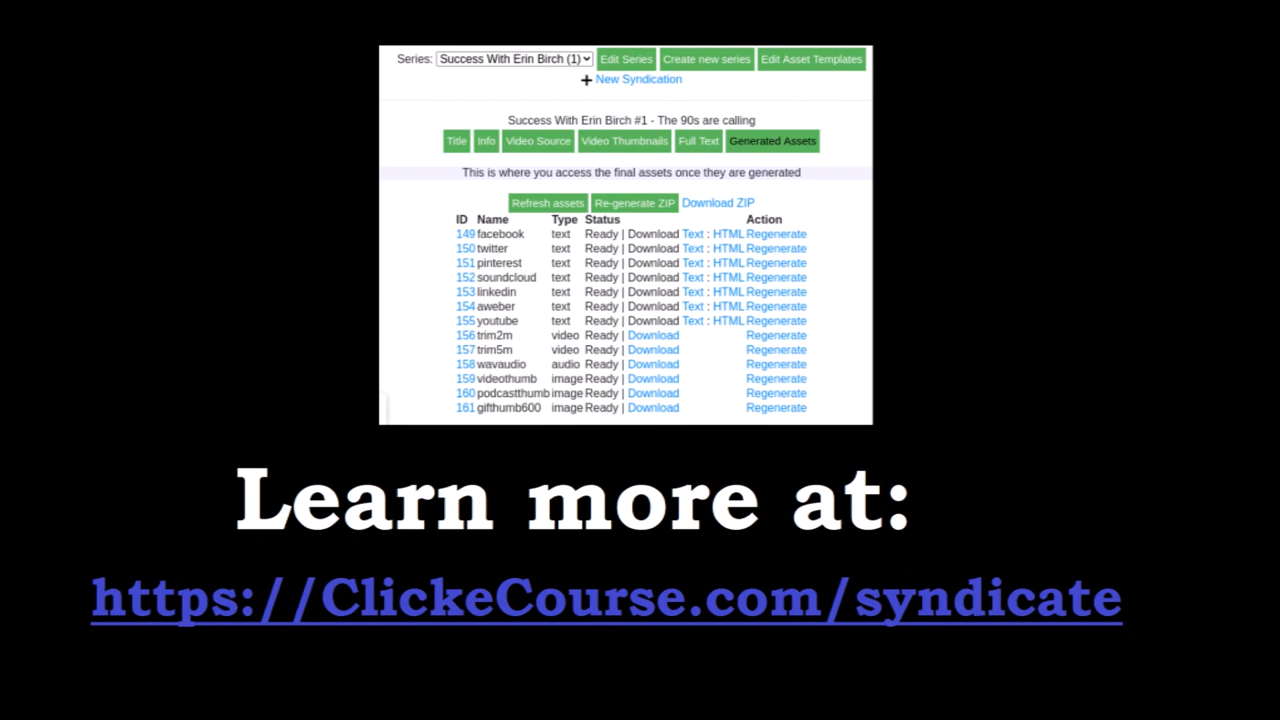 Series: Success With Erin Birch (1) Edit Series Create new series Edit Asset Templates
+ New Syndication
Success With Erin Birch #1 - The 90s are calling
Title Info Video Source Video Thumbnails Full Text Generated Assets
This is where you access the final assets once they are generated
Refresh assets Re-generate ZIP Download ZIP
ID Name Type Status Action
149 facebook text Ready | Download Text : HTML Regenerate
150 twitter text Ready | Download Text : HTML Regenerate
151 pinterest text Ready | Download Text : HTML Regenerate
152 soundcloud text Ready | Download Text : HTML Regenerate
153 linkedin text Ready | Download Text : HTML Regenerate
154 aweber text Ready | Download Text : HTML Regenerate
155 youtube text Ready | Download Text : HTML Regenerate
156 trim2m video Ready | Download Regenerate
157 trim5m video Ready | Download Regenerate
158 wavaudio audio Ready | Download Regenerate
159 videothumb image Ready | Download Regenerate
160 podcastthumb image Ready | Download Regenerate
161 gifthumb600 image Ready | Download Regenerate
Learn more at:
https://ClickeCourse.com/syndicate